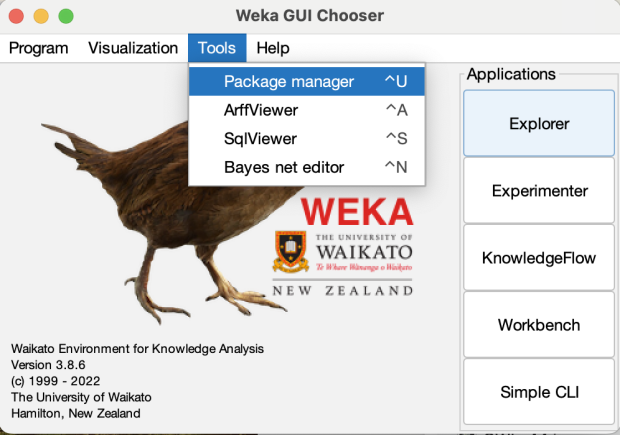 Weka GUI Chooser
Program Visualization Tools Help
Package manager ^U
ArffViewer ^A
SqlViewer ^S
Bayes net editor ^N
Applications
Explorer
Experimenter
KnowledgeFlow
Workbench
Simple CLI
WEKA
THE UNIVERSITY OF
WAIKATO
Te Whare Wānanga o Waikato
NEW ZEALAND
Waikato Environment for Knowledge Analysis
Version 3.8.6
(c) 1999 - 2022
The University of Waikato
Hamilton, New Zealand